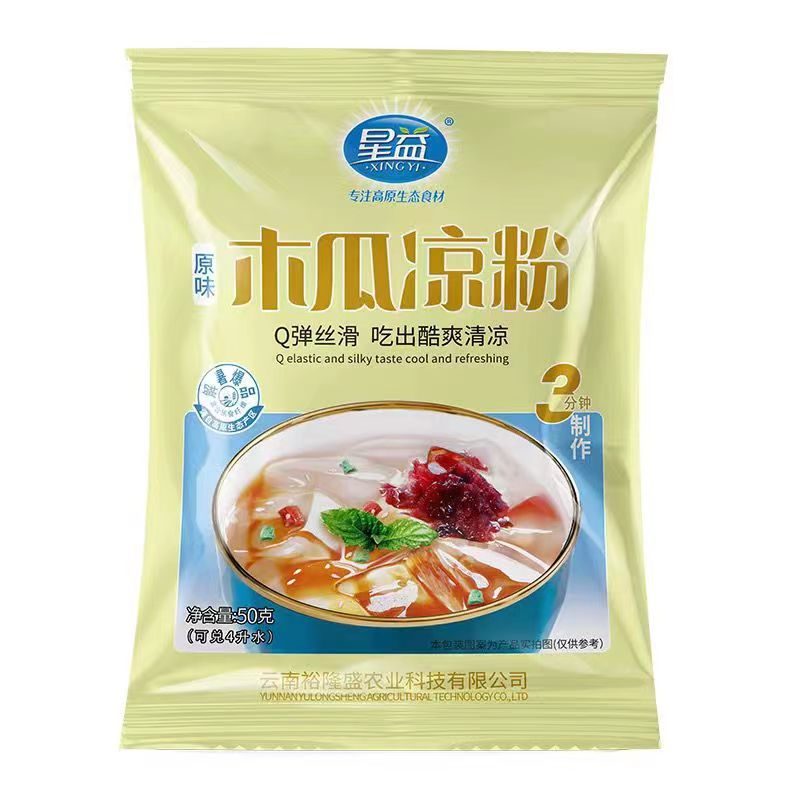 星益®
·XINGYI·
专注高原生态食材
原味
木瓜凉粉
Q弹丝滑 吃出酷爽清凉
Q elastic and silky taste cool and refreshing
3分钟
制作
净含量:50克
(可兑4升水)
本包装图案为产品实拍图(仅供参考)
云南裕隆盛农业科技有限公司
YUNNANYULONGSHENGAGRICULTURAL TECHNOLOGY CO.,LTD